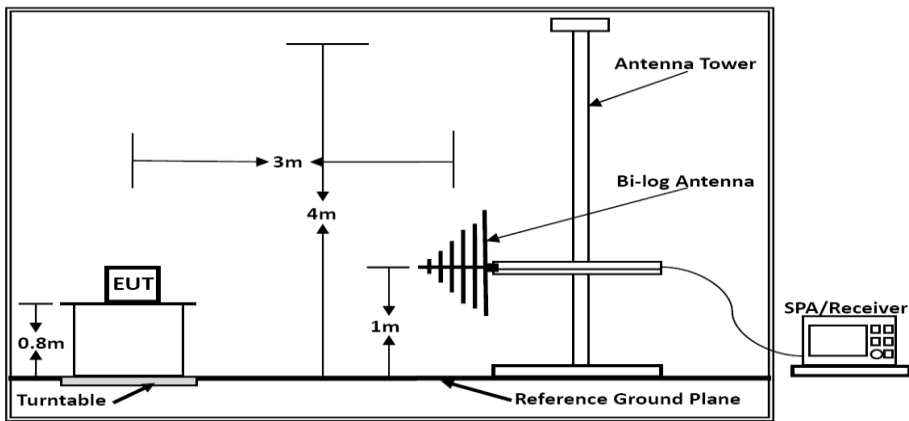 Antenna Tower
3m
Bi-log Antenna
4m
EUT
SPA/Receiver
0.8m
1m
Turntable
Reference Ground Plane